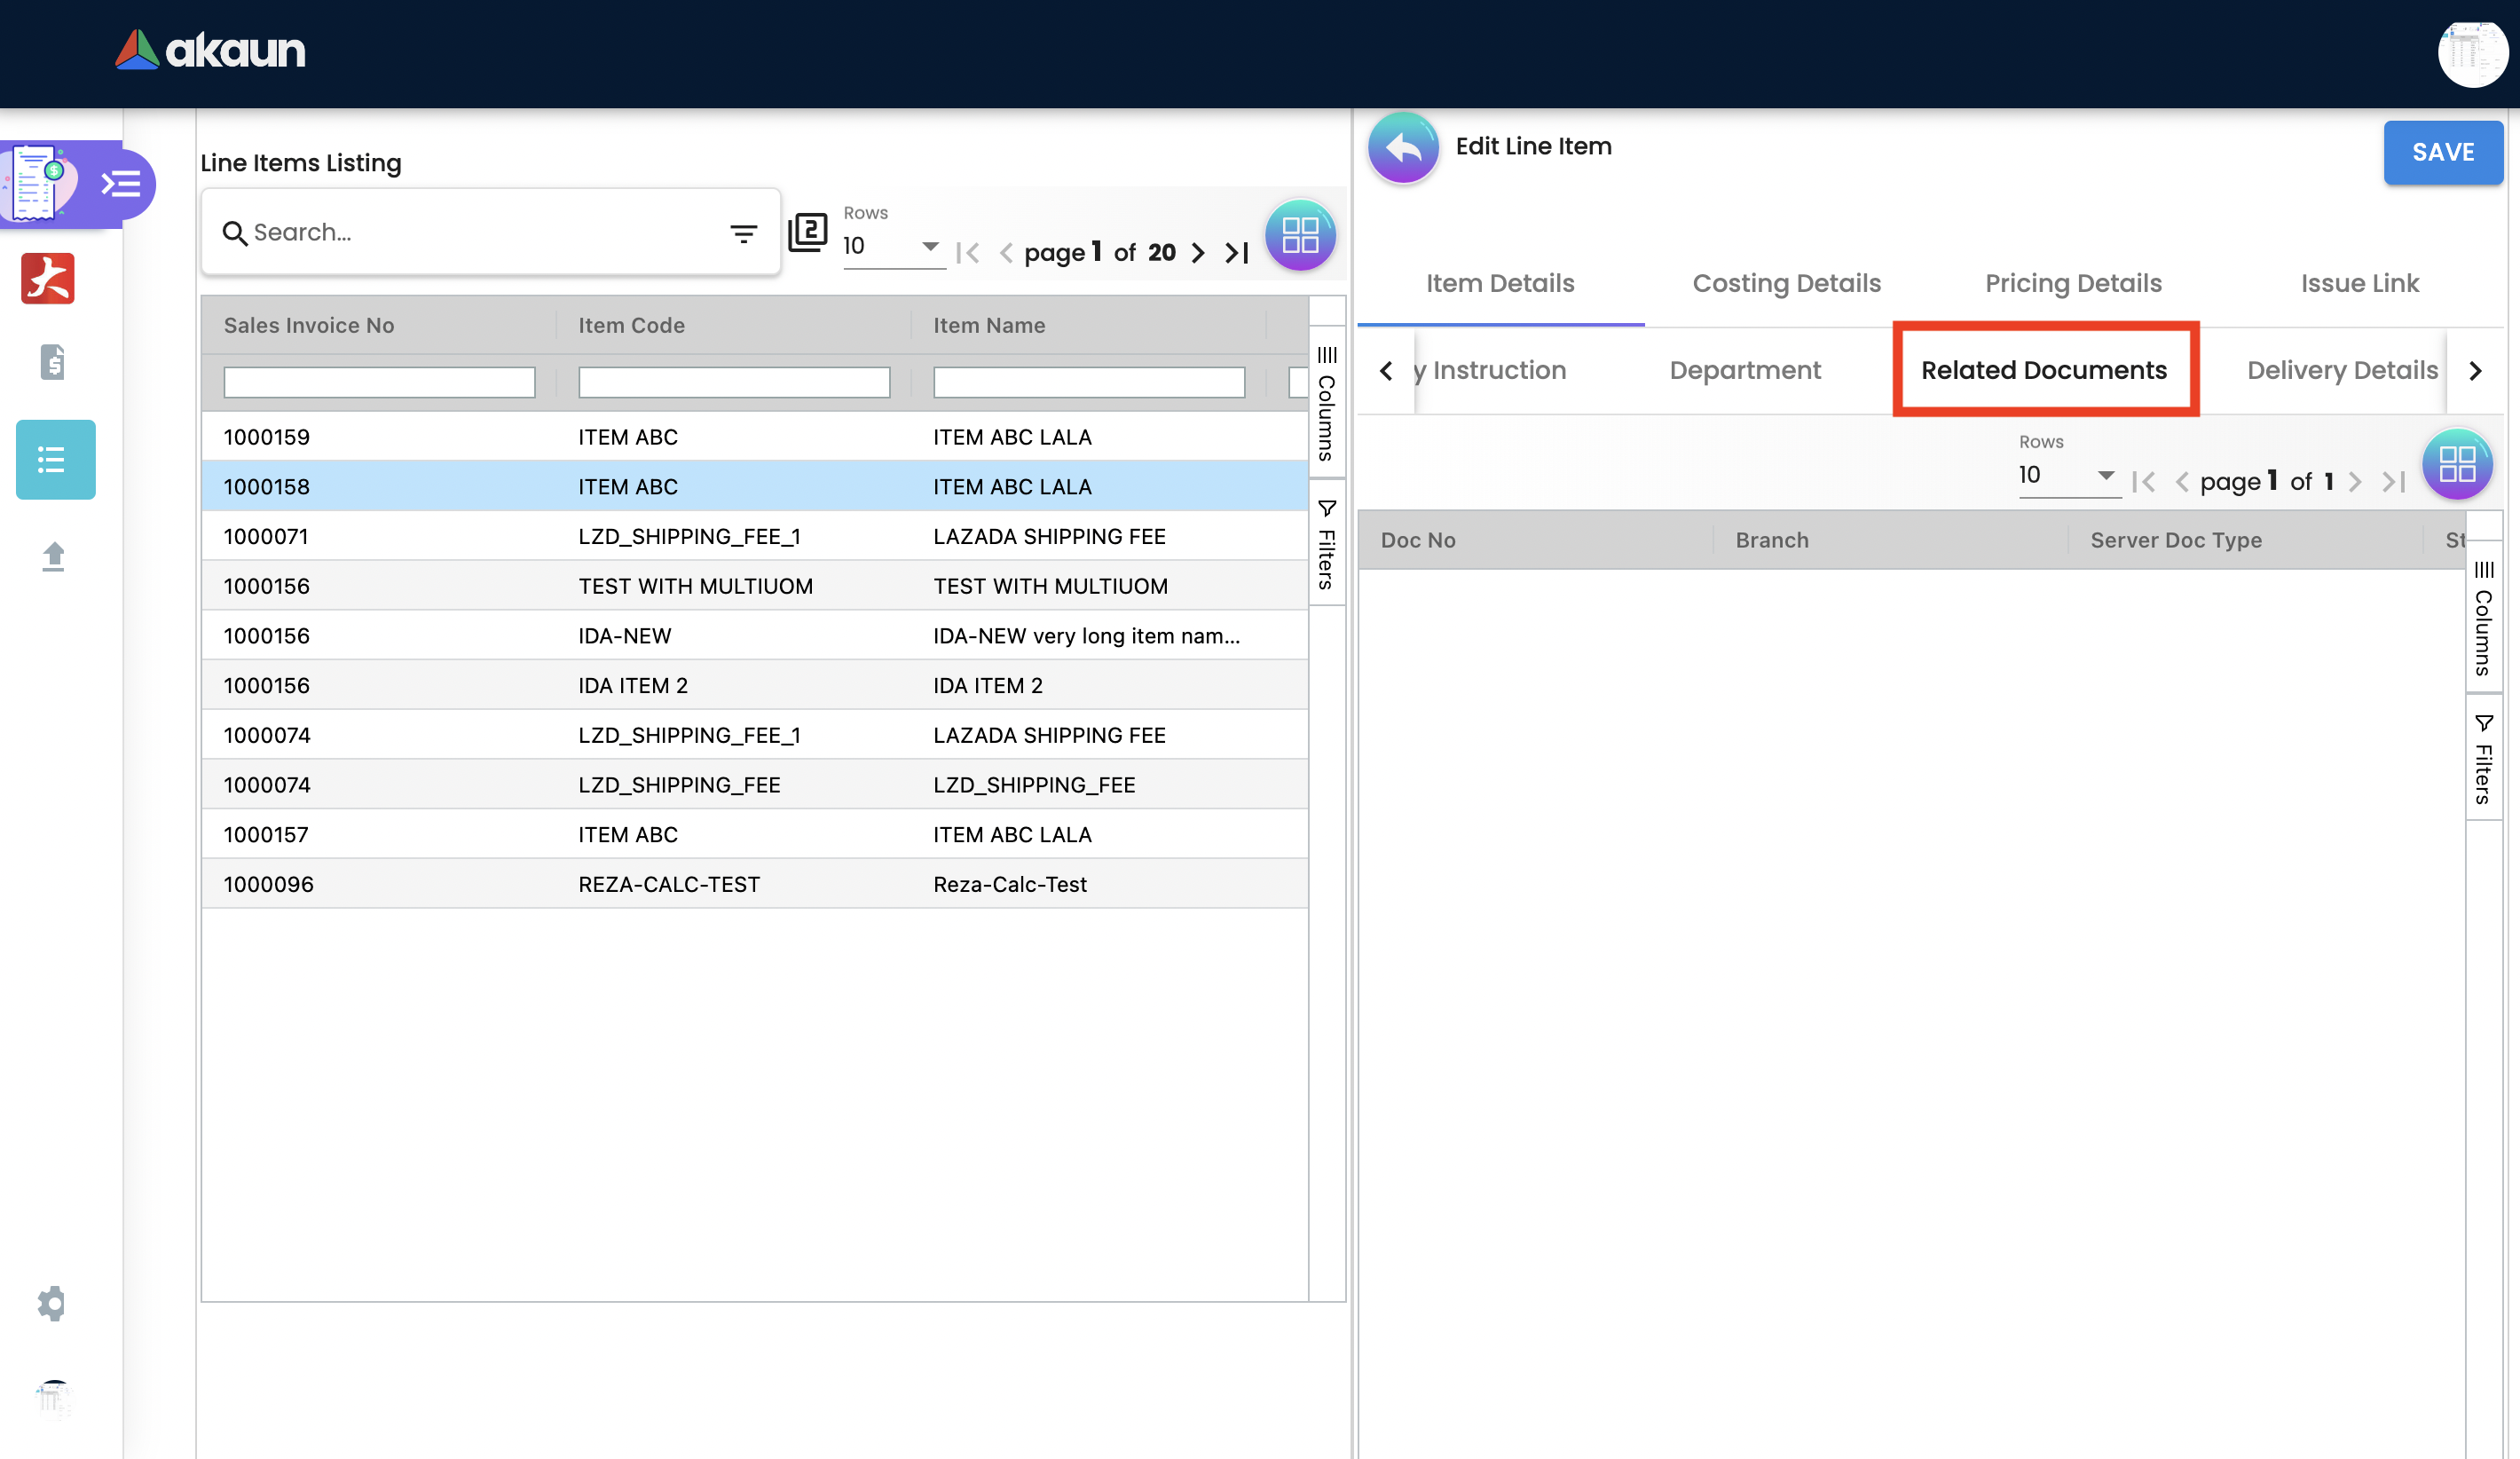 akaun
Line Items Listing
Search...
2
Rows
10
page 1 of 20
Sales Invoice No Item Code Item Name
1000159 ITEM ABC ITEM ABC LALA
1000158 ITEM ABC ITEM ABC LALA
1000071 LZD_SHIPPING_FEE_1 LAZADA SHIPPING FEE
1000156 TEST WITH MULTIUOM TEST WITH MULTIUOM
1000156 IDA-NEW IDA-NEW very long item nam...
1000156 IDA ITEM 2 IDA ITEM 2
1000074 LZD_SHIPPING_FEE_1 LAZADA SHIPPING FEE
1000074 LZD_SHIPPING_FEE LZD_SHIPPING_FEE
1000157 ITEM ABC ITEM ABC LALA
1000096 REZA-CALC-TEST Reza-Calc-Test
Columns
Filters
Edit Line Item
SAVE
Item Details Costing Details Pricing Details Issue Link
y Instruction Department Related Documents Delivery Details
Rows
10
page 1 of 1
Doc No Branch Server Doc Type St
Columns
Filters